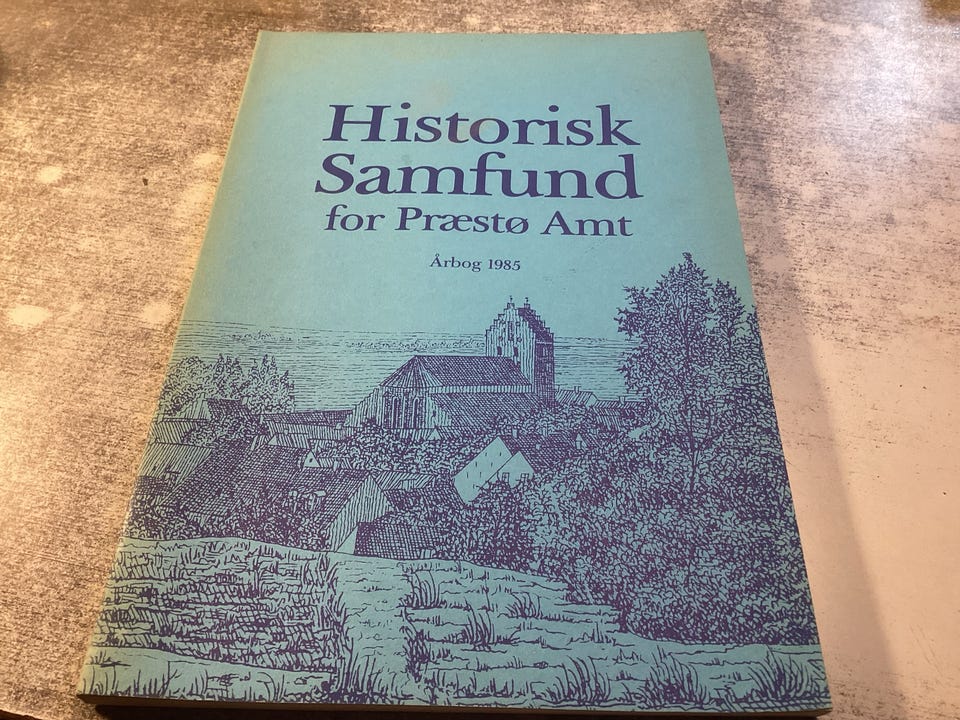 Historisk
Samfund
for Præstø Amt
Årbog 1985